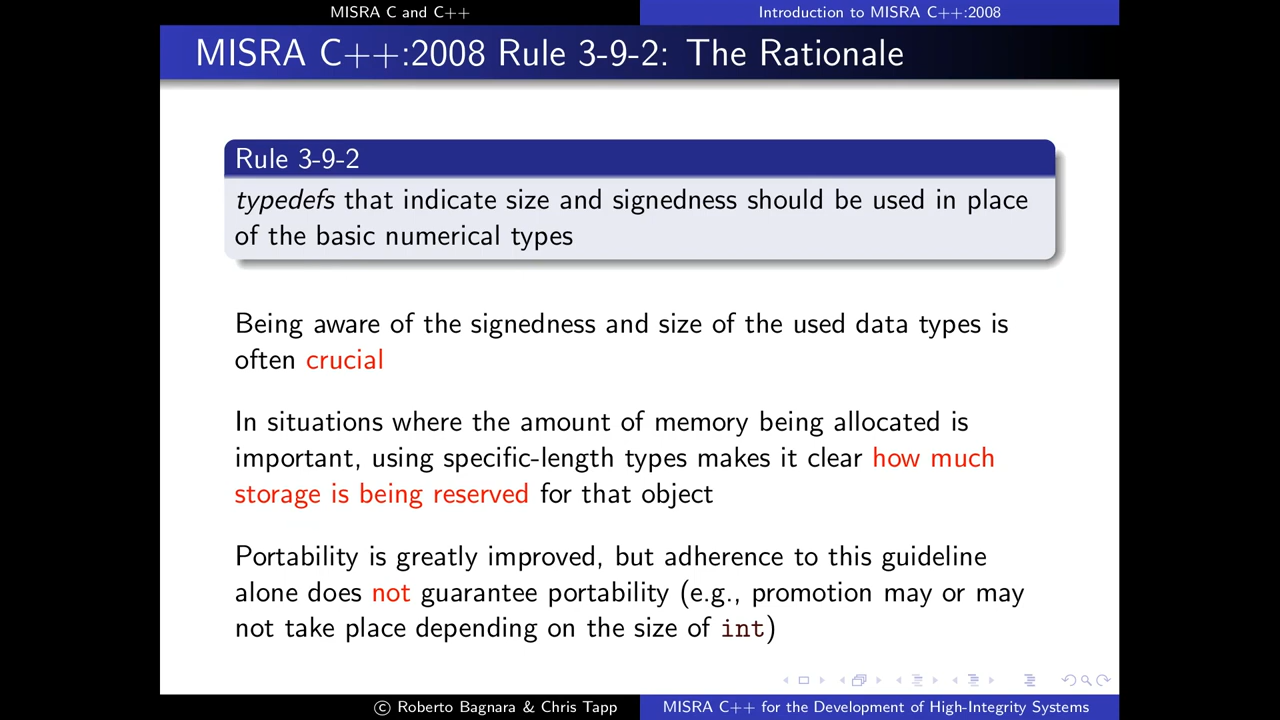 MISRA C and C++
Introduction to MISRA C++:2008
MISRA C++:2008 Rule 3-9-2: The Rationale
Rule 3-9-2
typedefs that indicate size and signedness should be used in place
of the basic numerical types
Being aware of the signedness and size of the used data types is
often crucial
In situations where the amount of memory being allocated is
important, using specific-length types makes it clear how much
storage is being reserved for that object
Portability is greatly improved, but adherence to this guideline
alone does not guarantee portability (e.g., promotion may or may
not take place depending on the size of int)
© Roberto Bagnara & Chris Tapp
MISRA C++ for the Development of High-Integrity Systems